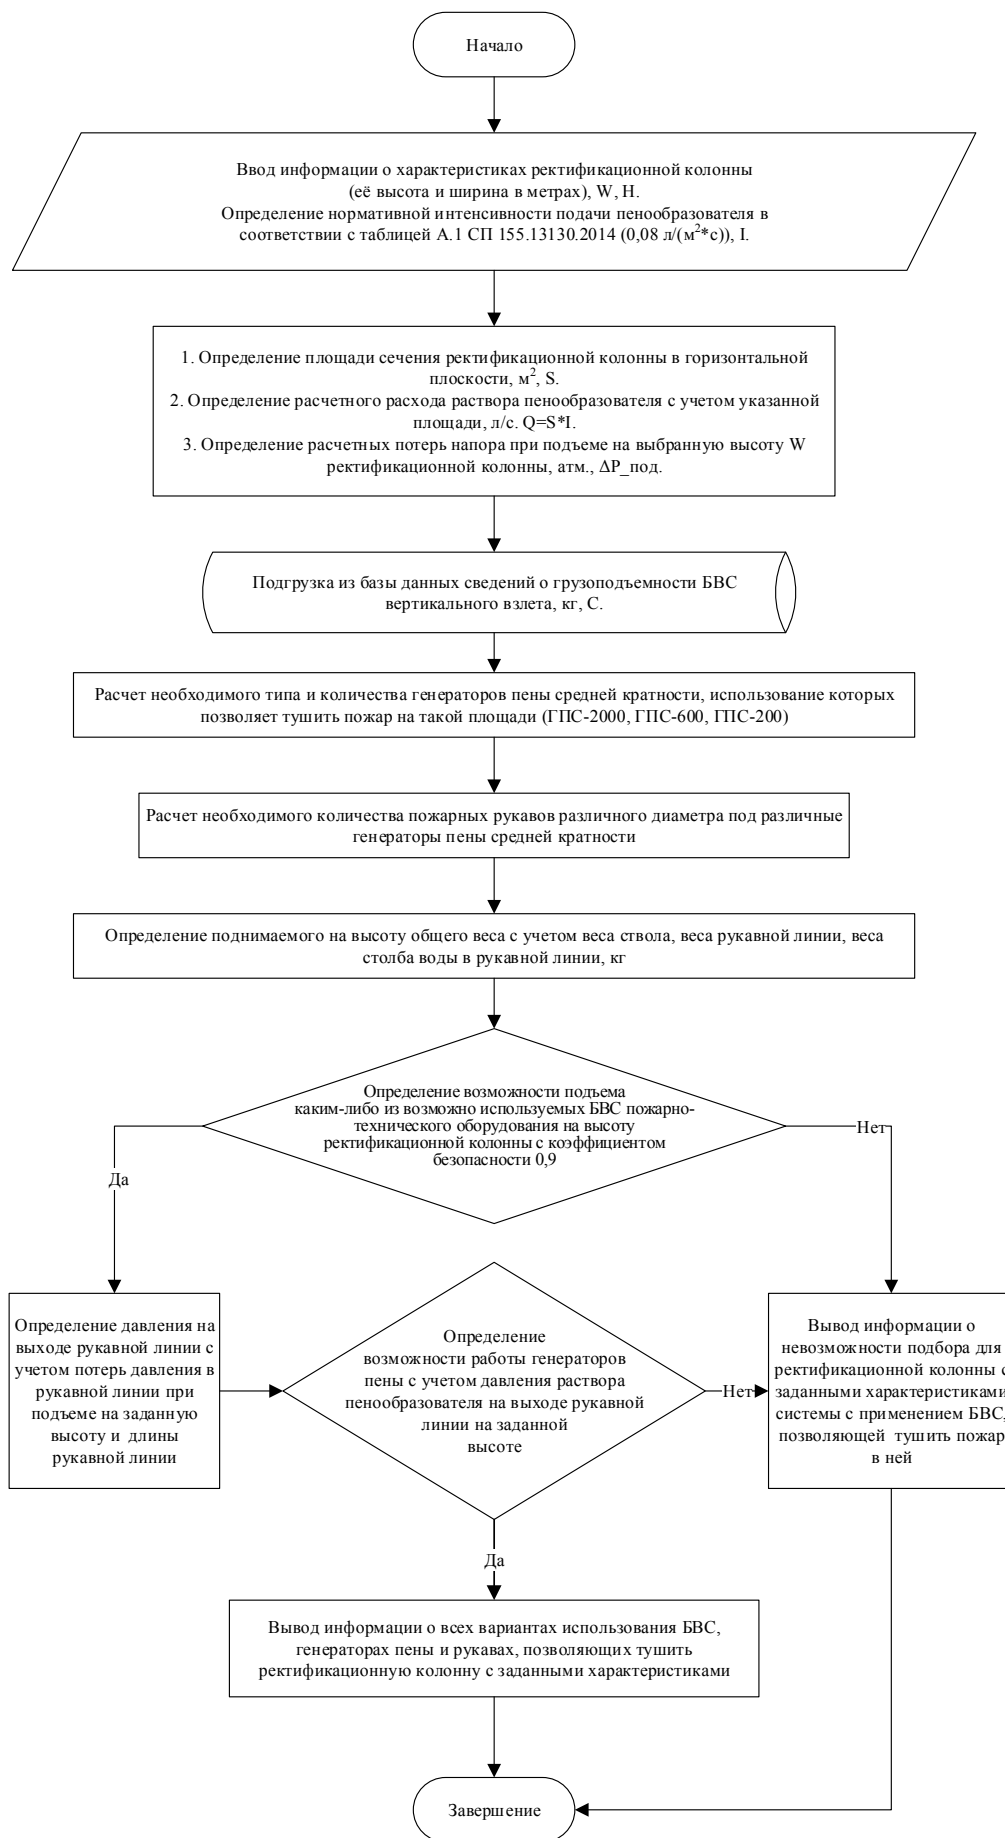 Начало
Ввод информации о характеристиках ректификационной колонны
(её высота и ширина в метрах), W, H.
Определение нормативной интенсивности подачи пенообразователя в
соответствии с таблицей А.1 СП 155.13130.2014 (0,08 л/(м²*с)), I.
1. Определение площади сечения ректификационной колонны в горизонтальной
плоскости, м², S.
2. Определение расчетного расхода раствора пенообразователя с учетом указанной
площади, л/с. Q=S*I.
3. Определение расчетных потерь напора при подъеме на выбранную высоту W
ректификационной колонны, атм., ΔP_под.
Подгрузка из базы данных сведений о грузоподъемности БВС
вертикального взлета, кг, С.
Расчет необходимого типа и количества генераторов пены средней кратности, использование которых
позволяет тушить пожар на такой площади (ГПС-2000, ГПС-600, ГПС-200)
Расчет необходимого количества пожарных рукавов различного диаметра под различные
генераторы пены средней кратности
Определение поднимаемого на высоту общего веса с учетом веса ствола, веса рукавной линии, веса
столба воды в рукавной линии, кг
Определение возможности подъема
каким-либо из возможно используемых БВС пожарно-
технического оборудования на высоту
ректификационной колонны с коэффициентом
безопасности 0,9
Нет
Да
Определение давления на
выходе рукавной линии с
учетом потерь давления в
рукавной линии при
подъеме на заданную
высоту и длины
рукавной линии
Определение
возможности работы генераторов
пены с учетом давления раствора
пенообразователя на выходе рукавной
линии на заданной
высоте
Нет
Вывод информации о
невозможности подбора для
ректификационной колонны с
заданными характеристиками
системы с применением БВС,
позволяющей тушить пожар
в ней
Да
Вывод информации о всех вариантах использования БВС,
генераторах пены и рукавах, позволяющих тушить
ректификационную колонну с заданными характеристиками
Завершение